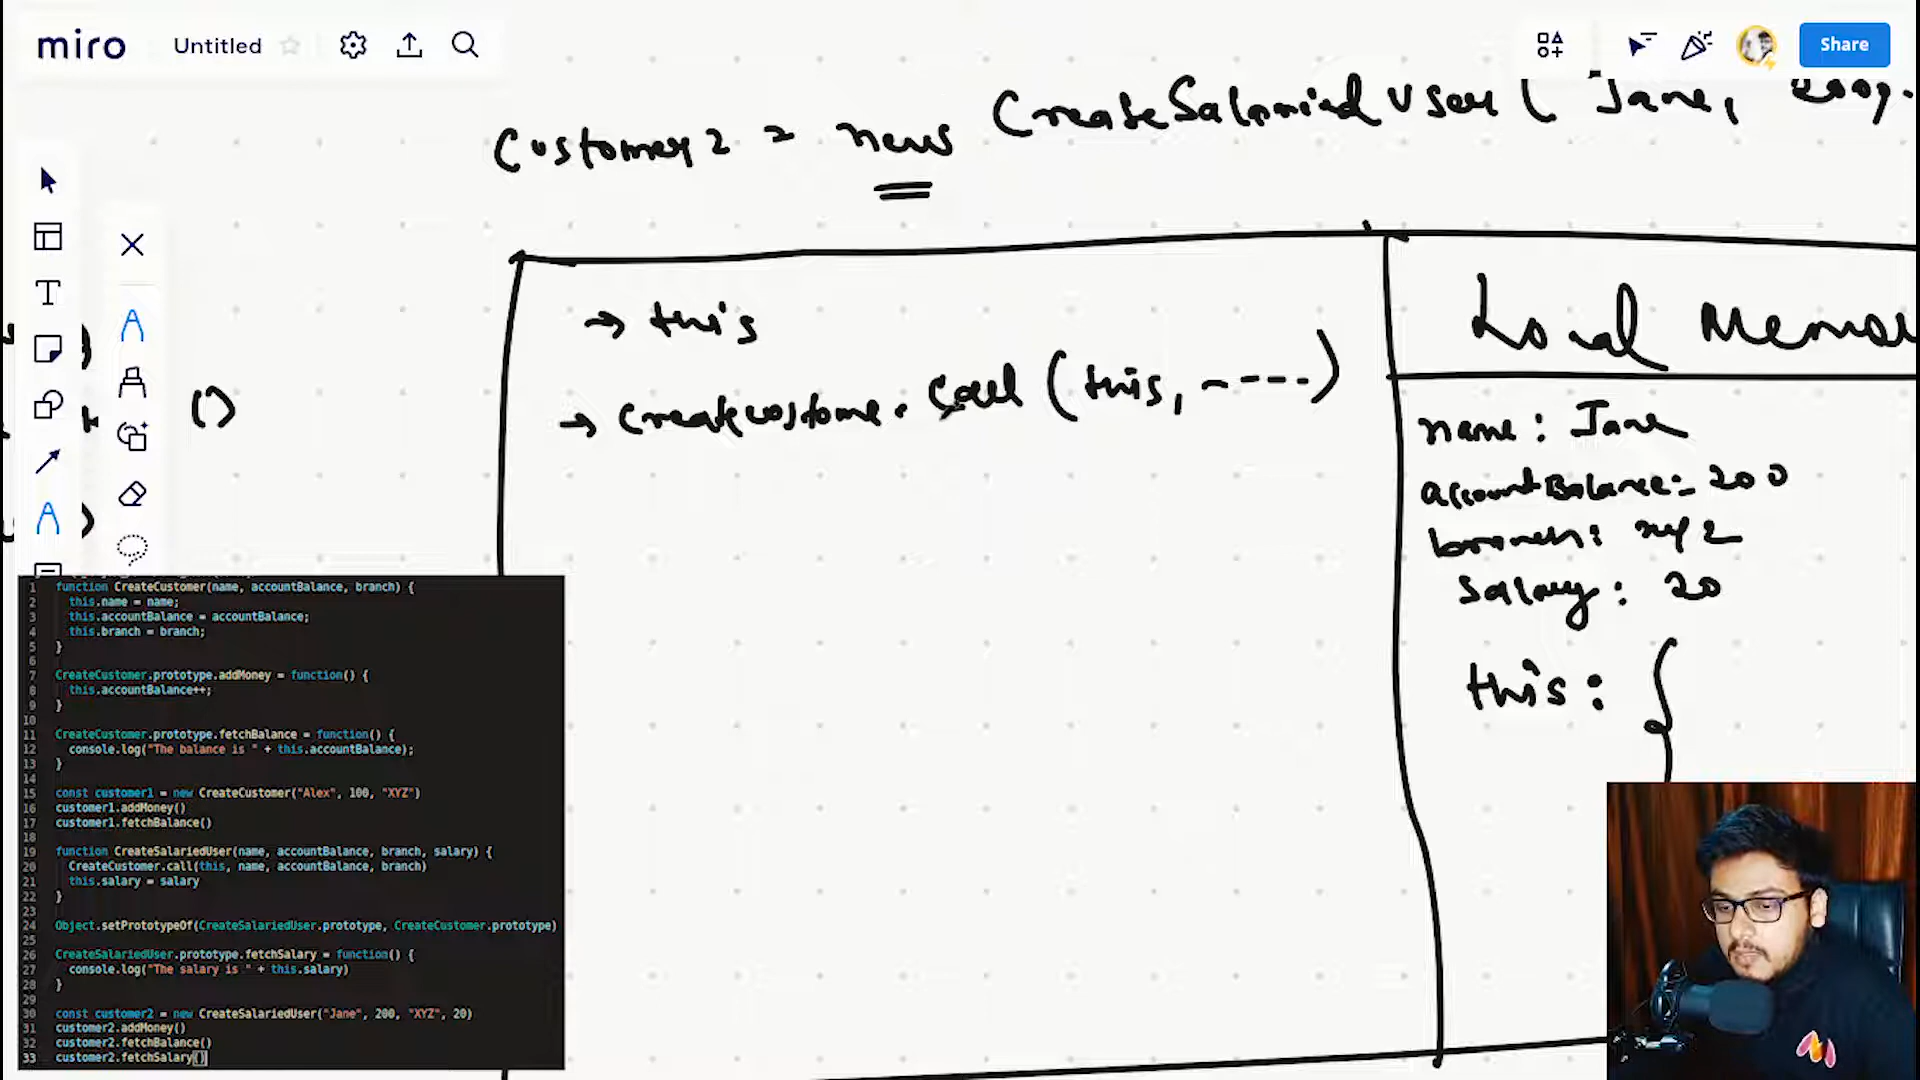 miro Untitled Share
Customer2 = new CreateSalariedUser ( Jane, 200,
→ this
→ createcustome. call (this, ----)
()
Local Memor
name: Jane
accountBalance: 200
branch: xyz
Salary: 20
this: {
1 function CreateCustomer(name, accountBalance, branch) {
2 this.name = name;
3 this.accountBalance = accountBalance;
4 this.branch = branch;
5 }
6
7 CreateCustomer.prototype.addMoney = function() {
8 this.accountBalance++;
9 }
10
11 CreateCustomer.prototype.fetchBalance = function() {
12 console.log("The balance is " + this.accountBalance);
13 }
14
15 const customer1 = new CreateCustomer("Alex", 100, "XYZ")
16 customer1.addMoney()
17 customer1.fetchBalance()
18
19 function CreateSalariedUser(name, accountBalance, branch, salary) {
20 CreateCustomer.call(this, name, accountBalance, branch)
21 this.salary = salary
22 }
23
24 Object.setPrototypeOf(CreateSalariedUser.prototype, CreateCustomer.prototype)
25
26 CreateSalariedUser.prototype.fetchSalary = function() {
27 console.log("The salary is " + this.salary)
28 }
29
30 const customer2 = new CreateSalariedUser("Jane", 200, "XYZ", 20)
31 customer2.addMoney()
32 customer2.fetchBalance()
33 customer2.fetchSalary()